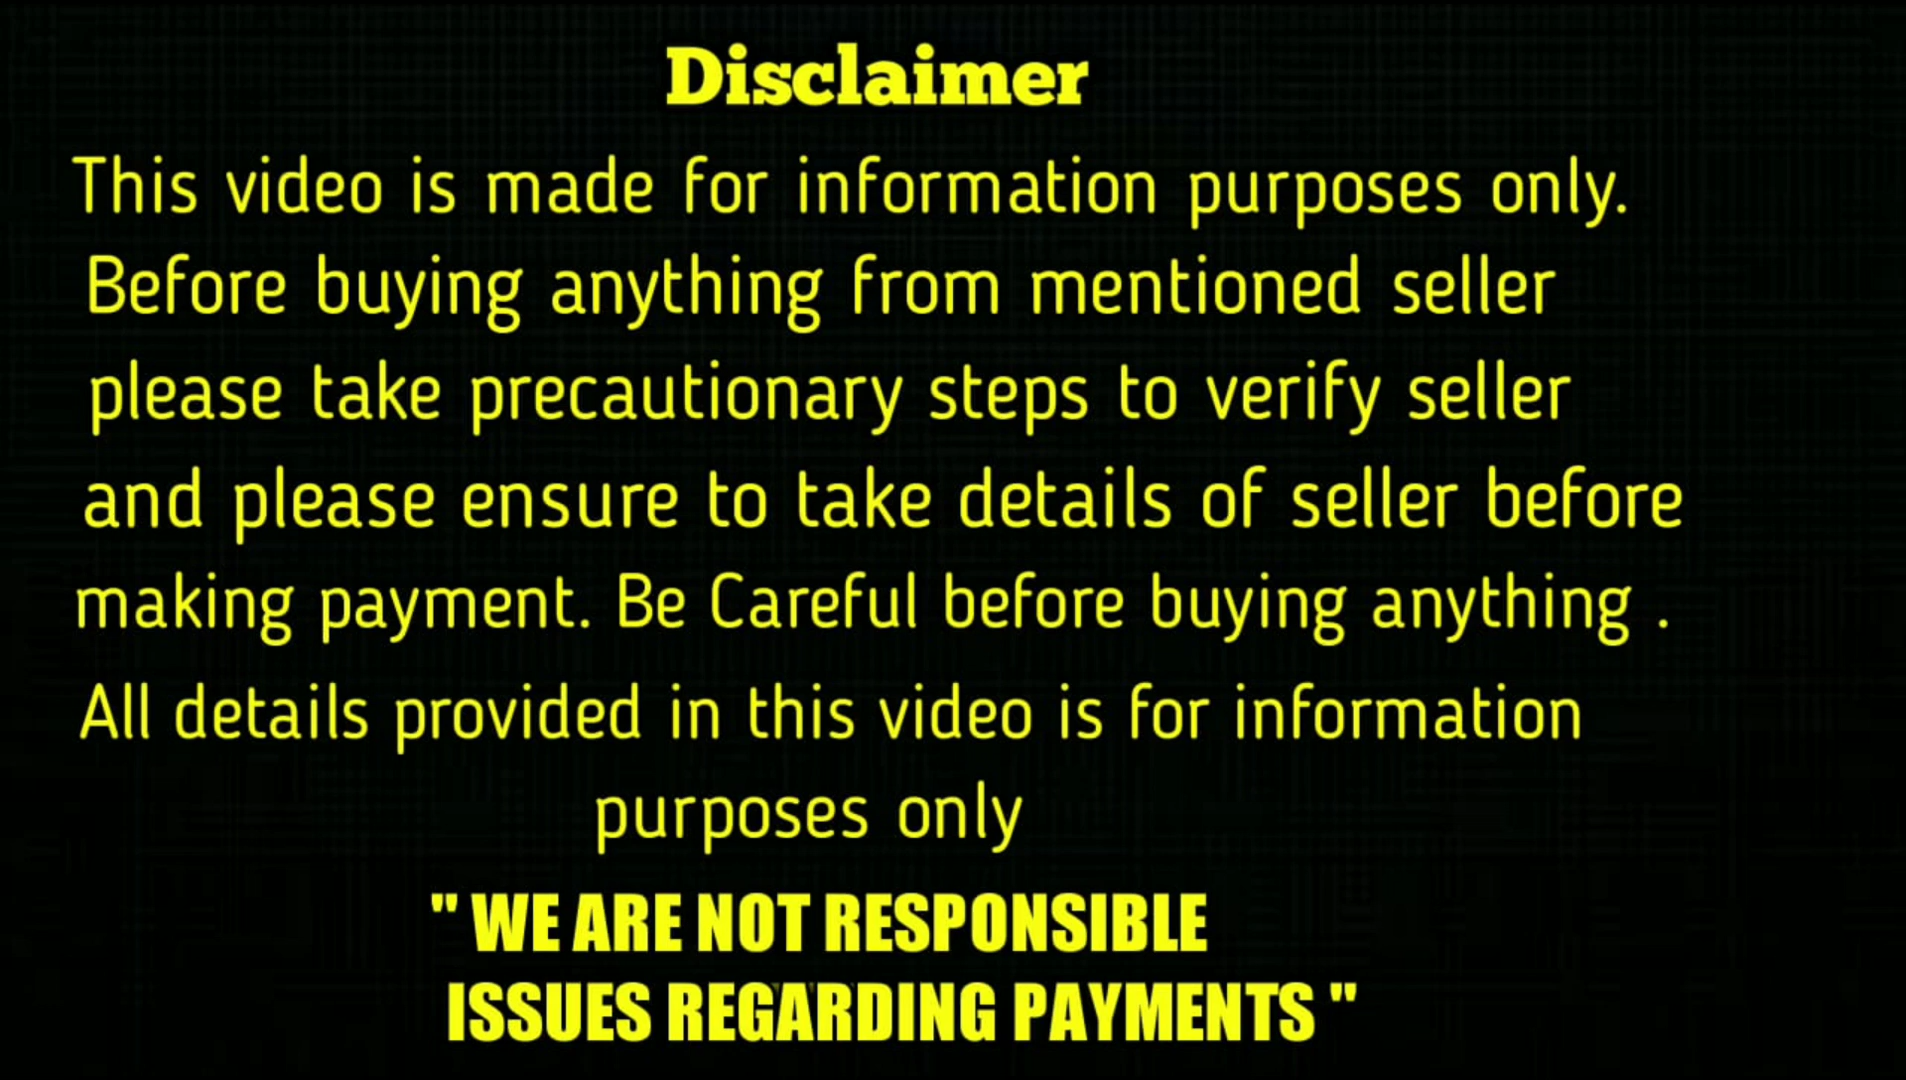 Disclaimer
This video is made for information purposes only.
Before buying anything from mentioned seller
please take precautionary steps to verify seller
and please ensure to take details of seller before
making payment. Be Careful before buying anything .
All details provided in this video is for information
purposes only
" WE ARE NOT RESPONSIBLE
ISSUES REGARDING PAYMENTS "